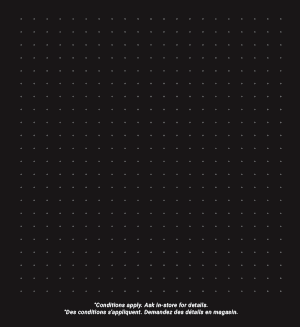 *Conditions apply. Ask in-store for details.
*Des conditions s'appliquent. Demandez des détails en magasin.